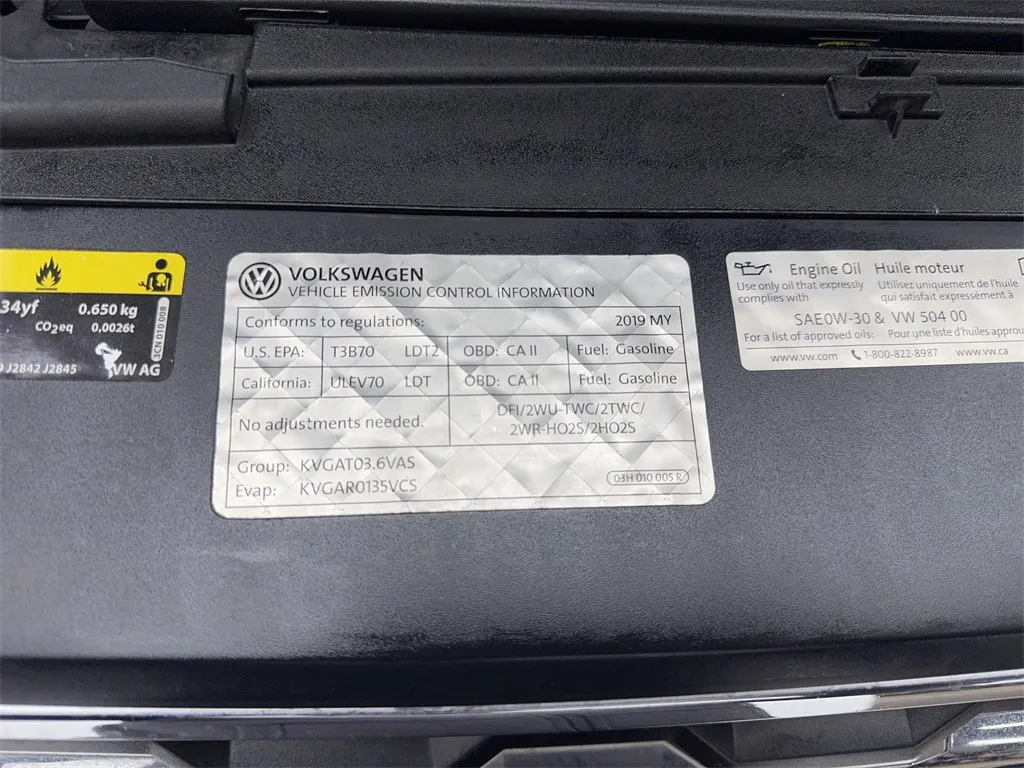 34yf 0.650 kg
CO2eq 0,0026t
3CN 010 008
J2842 J2845
VW AG
VOLKSWAGEN
VEHICLE EMISSION CONTROL INFORMATION
Conforms to regulations: 2019 MY
U.S. EPA: T3B70 LDT2 OBD: CA II Fuel: Gasoline
California: ULEV70 LDT OBD: CA II Fuel: Gasoline
No adjustments needed.
DFI/2WU-TWC/2TWC/
2WR-HO2S/2HO2S
Group: KVGAT03.6VAS
Evap: KVGAR0135VCS
03H 010 005 R
Engine Oil Huile moteur
Use only oil that expressly complies with
Utilisez uniquement de l'huile qui satisfait expressément à
SAE0W-30 & VW 504 00
For a list of approved oils: Pour une liste d'huiles approu
www.vw.com 1-800-822-8987 www.vw.ca